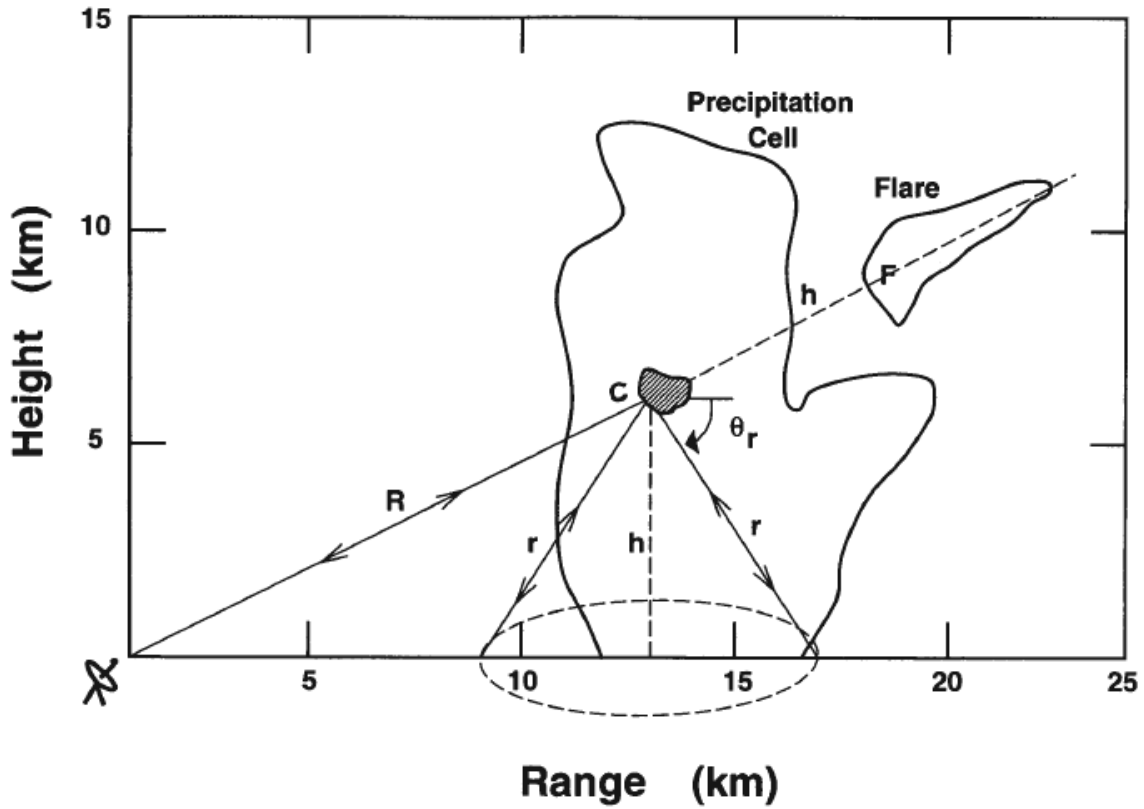 15
Precipitation
Cell
Flare
10
F
h
C
θr
5
R
r
h
r
5
10
15
20
25
Height (km)
Range (km)